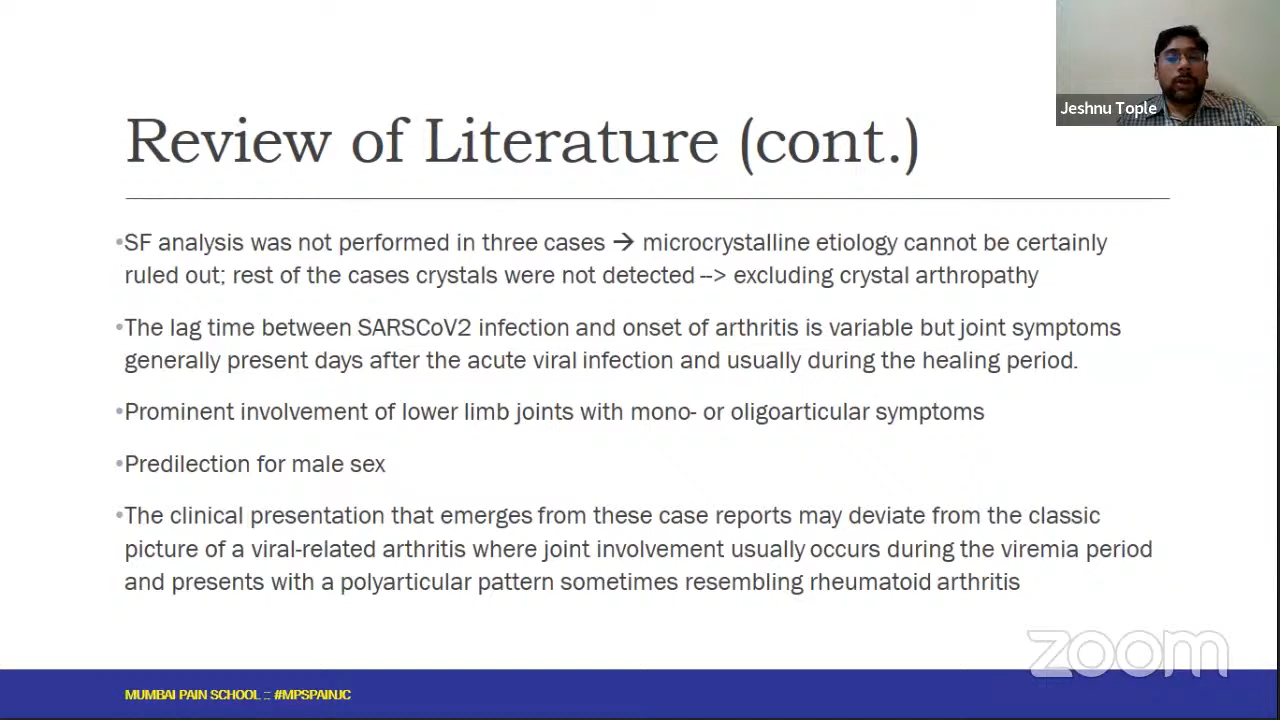 Jeshnu Tople
Review of Literature (cont.)
•SF analysis was not performed in three cases → microcrystalline etiology cannot be certainly
ruled out; rest of the cases crystals were not detected --> excluding crystal arthropathy
•The lag time between SARSCoV2 infection and onset of arthritis is variable but joint symptoms
generally present days after the acute viral infection and usually during the healing period.
•Prominent involvement of lower limb joints with mono- or oligoarticular symptoms
•Predilection for male sex
•The clinical presentation that emerges from these case reports may deviate from the classic
picture of a viral-related arthritis where joint involvement usually occurs during the viremia period
and presents with a polyarticular pattern sometimes resembling rheumatoid arthritis
zoom
MUMBAI PAIN SCHOOL :: #MPSPAINJC